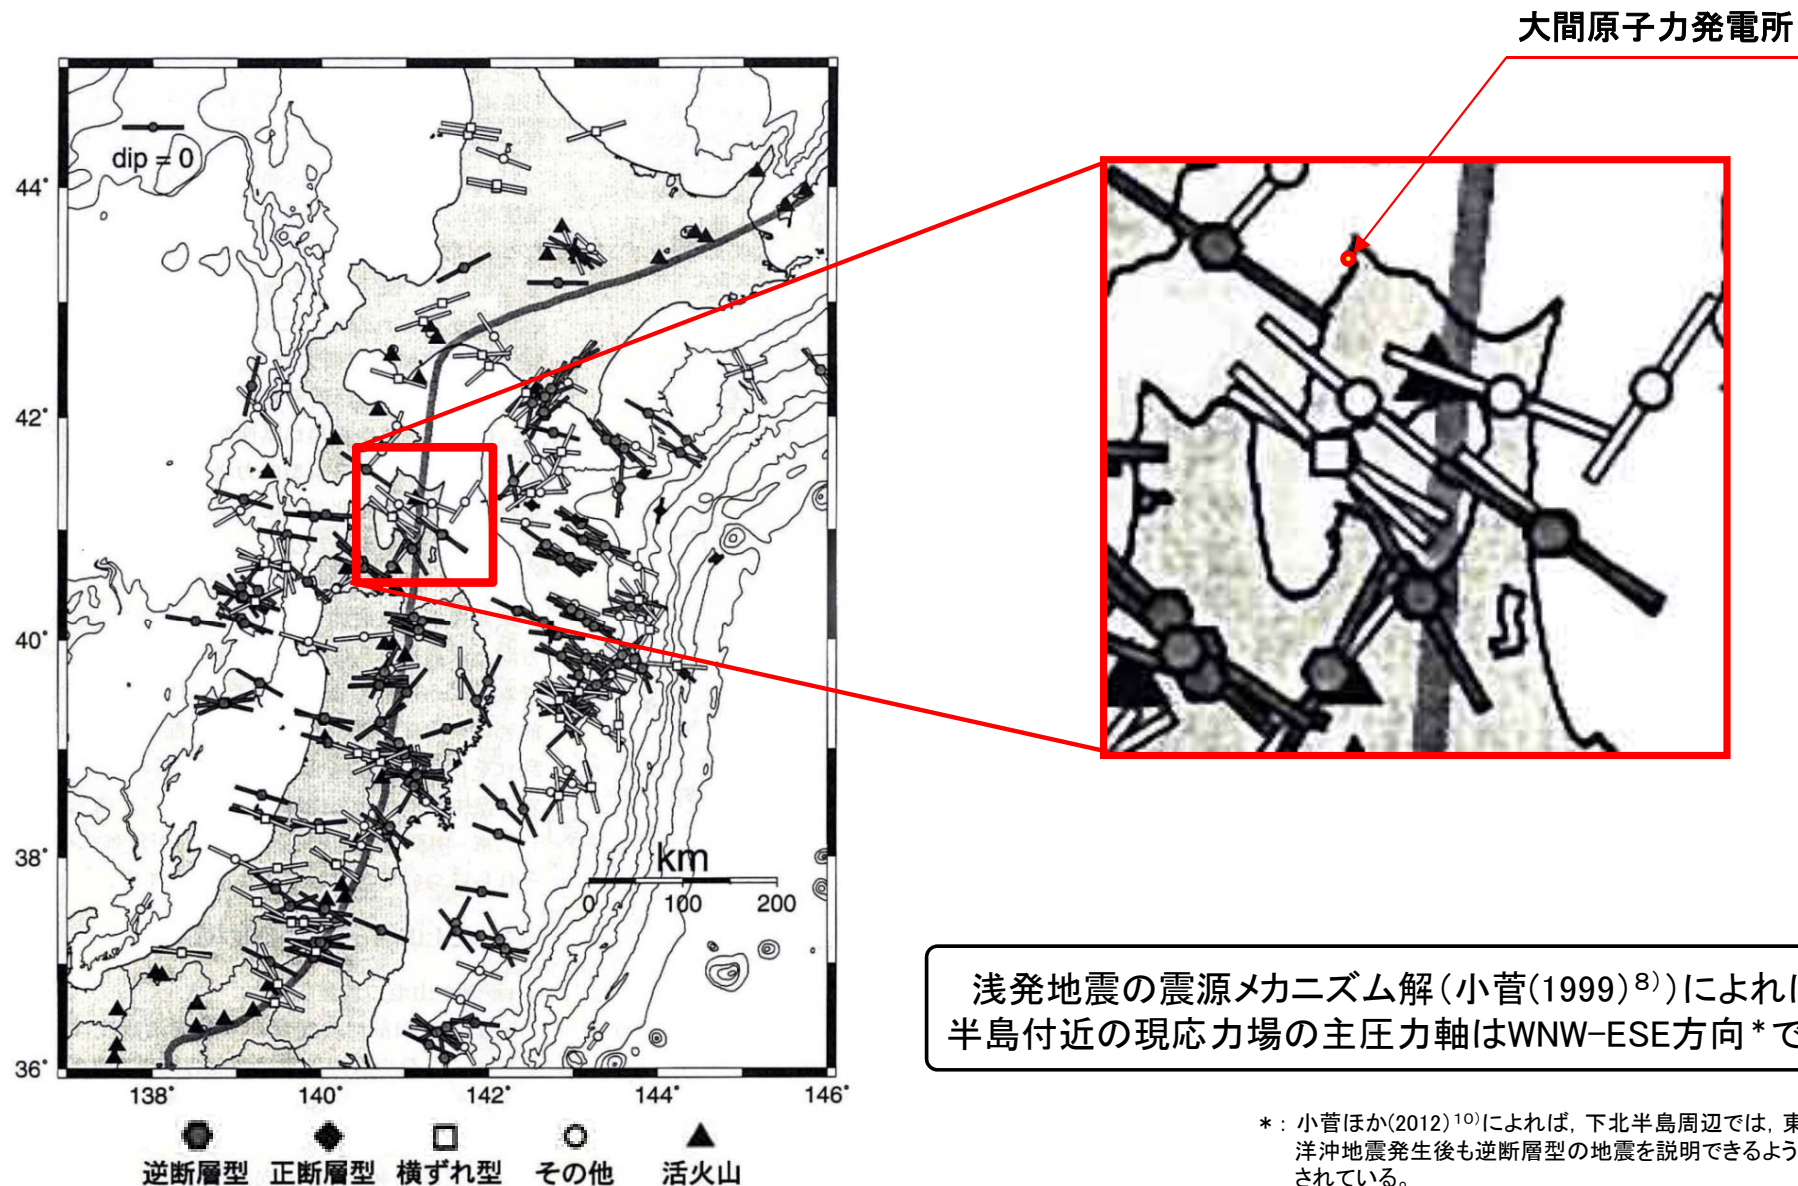 大間原子力発電所
dip = 0
44°
42°
40°
38°
36°
km
0 100 200
138° 140° 142° 144° 146°
逆断層型 正断層型 横ずれ型 その他 活火山
浅発地震の震源メカニズム解(小菅(1999)⁸⁾)によれば
半島付近の現応力場の主圧力軸はWNW-ESE方向*で
*: 小菅ほか(2012)¹⁰⁾によれば, 下北半島周辺では, 東
洋沖地震発生後も逆断層型の地震を説明できるよう
されている。